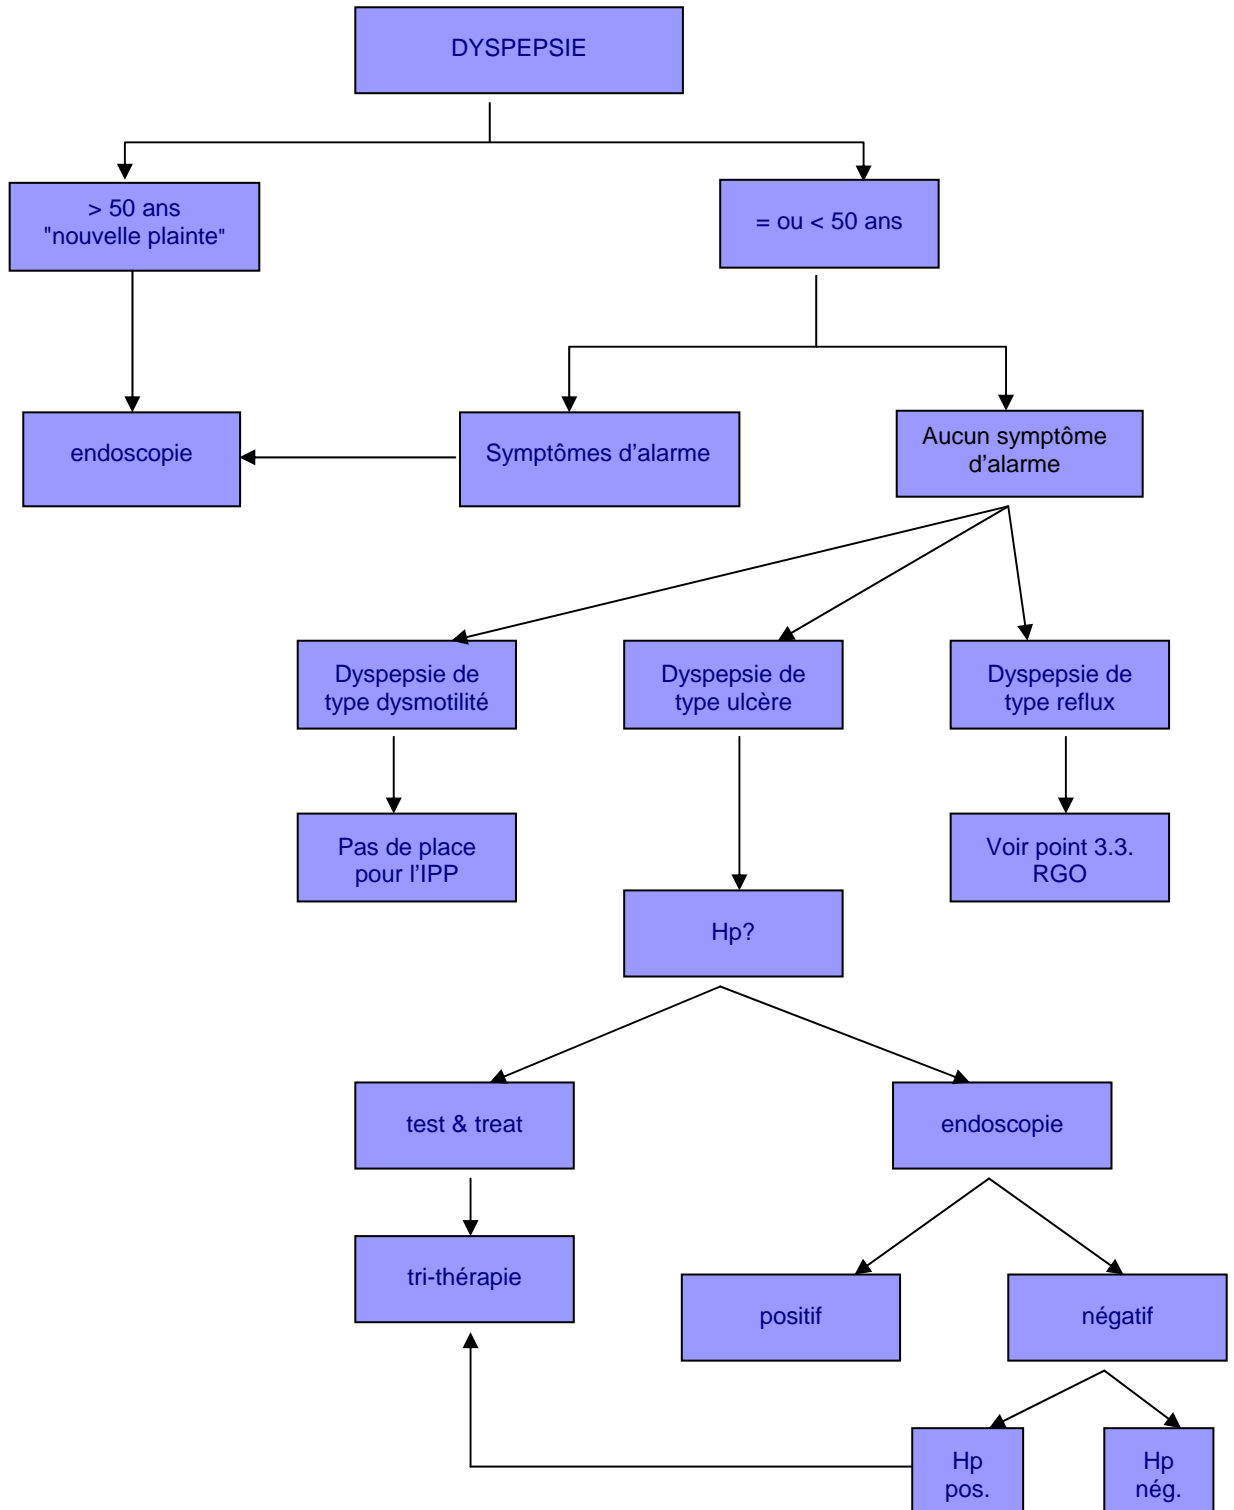 DYSPEPSIE
> 50 ans
"nouvelle plainte"
= ou < 50 ans
endoscopie
Symptômes d’alarme
Aucun symptôme
d’alarme
Dyspepsie de
type dysmotilité
Dyspepsie de
type ulcère
Dyspepsie de
type reflux
Pas de place
pour l’IPP
Voir point 3.3.
RGO
Hp?
test & treat
endoscopie
tri-thérapie
positif
négatif
Hp
pos.
Hp
nég.